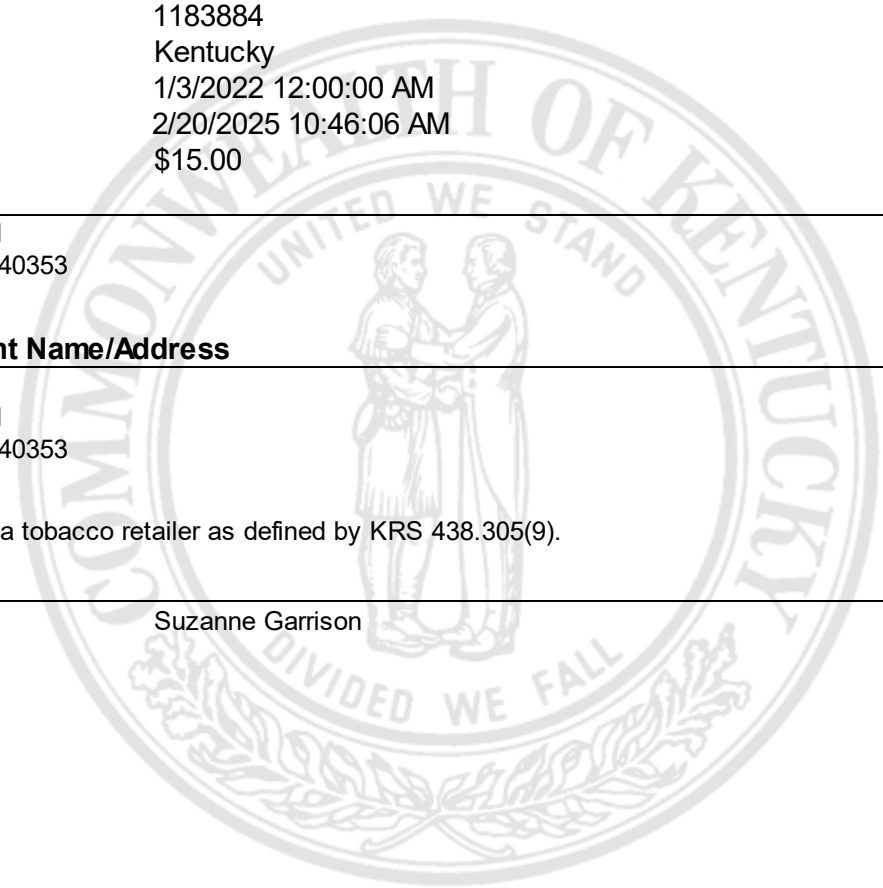 1183884
Kentucky
1/3/2022 12:00:00 AM
2/20/2025 10:46:06 AM
$15.00
40353
nt Name/Address
40353
a tobacco retailer as defined by KRS 438.305(9).
Suzanne Garrison
COMMONWEALTH OF KENTUCKY
UNITED WE STAND
DIVIDED WE FALL